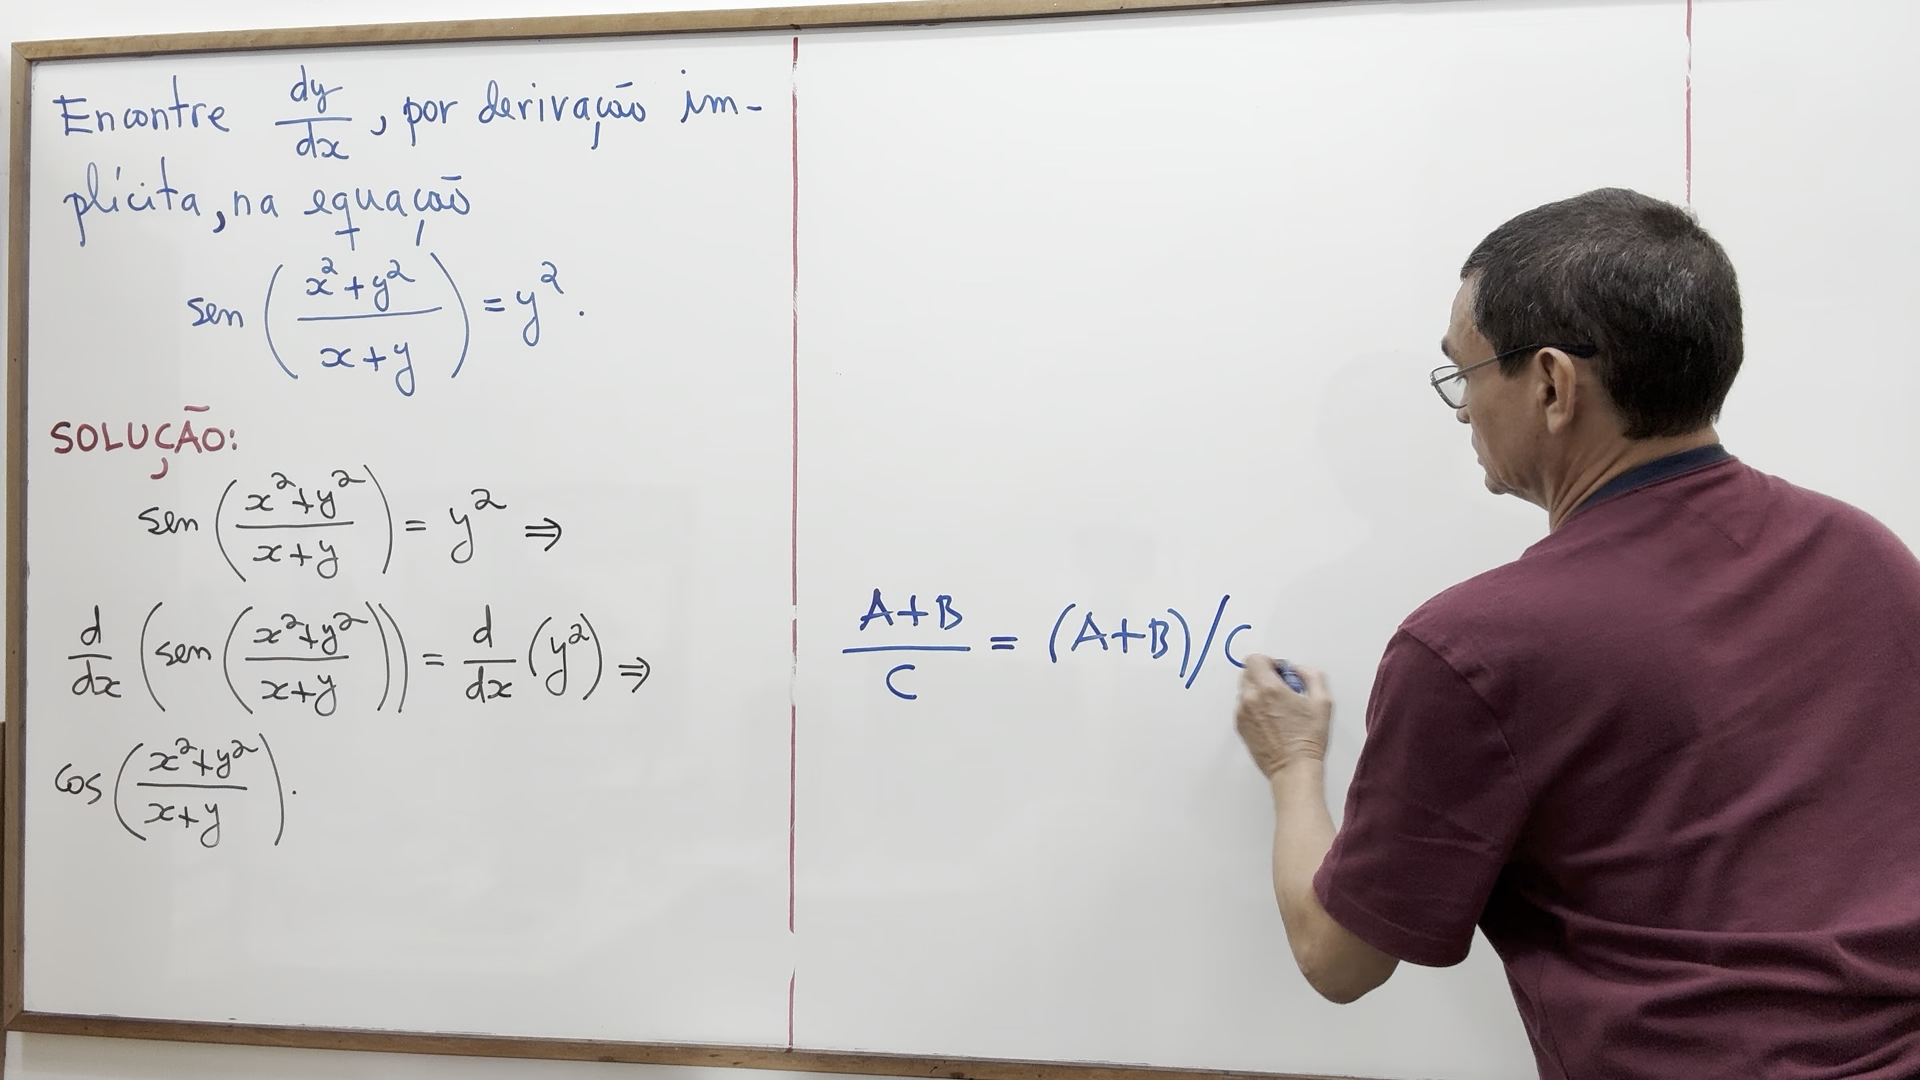 Encontre dy/dx, por derivação im-
plícita, na equação
sen((x²+y²)/(x+y)) = y².
SOLUÇÃO:
sen((x²+y²)/(x+y)) = y² ⇒
d/dx(sen((x²+y²)/(x+y))) = d/dx(y²) ⇒
cos((x²+y²)/(x+y)).
A+B
/C = (A+B)/C